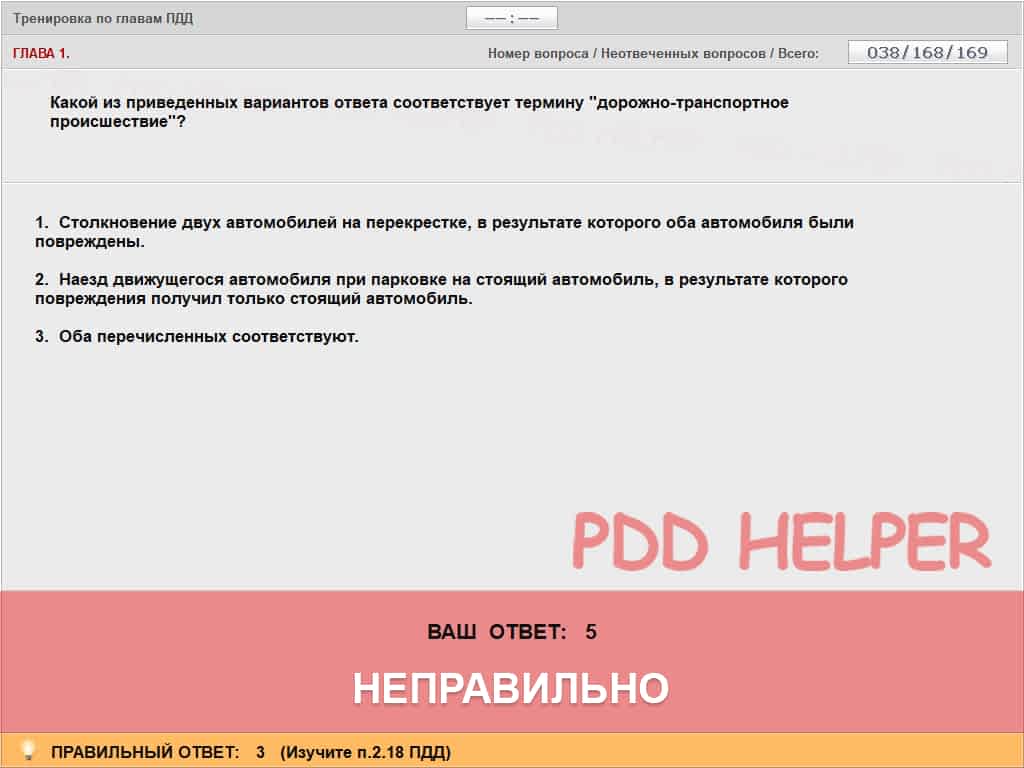 Тренировка по главам ПДД
—— : ——
ГЛАВА 1.
Номер вопроса / Неотвеченных вопросов / Всего:
038/168/169
Какой из приведенных вариантов ответа соответствует термину "дорожно-транспортное
происшествие"?
1. Столкновение двух автомобилей на перекрестке, в результате которого оба автомобиля были
повреждены.
2. Наезд движущегося автомобиля при парковке на стоящий автомобиль, в результате которого
повреждения получил только стоящий автомобиль.
3. Оба перечисленных соответствуют.
PDD HELPER
ВАШ ОТВЕТ: 5
НЕПРАВИЛЬНО
ПРАВИЛЬНЫЙ ОТВЕТ: 3 (Изучите п.2.18 ПДД)